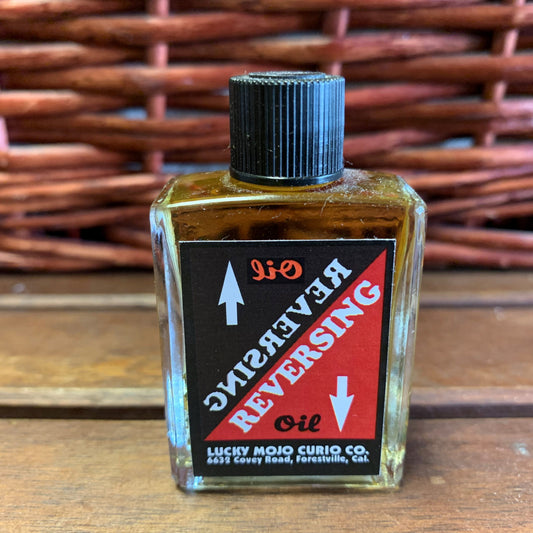 Oil
REVERSING
REVERSING
Oil
LUCKY MOJO CURIO CO.
6632 Covey Road, Forestville, Cal.